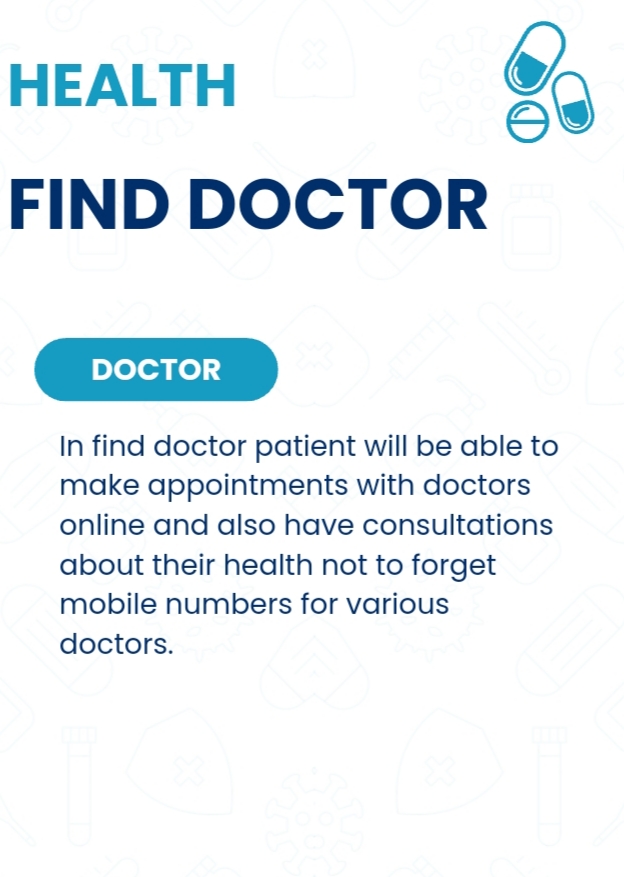 HEALTH
FIND DOCTOR
DOCTOR
In find doctor patient will be able to
make appointments with doctors
online and also have consultations
about their health not to forget
mobile numbers for various
doctors.